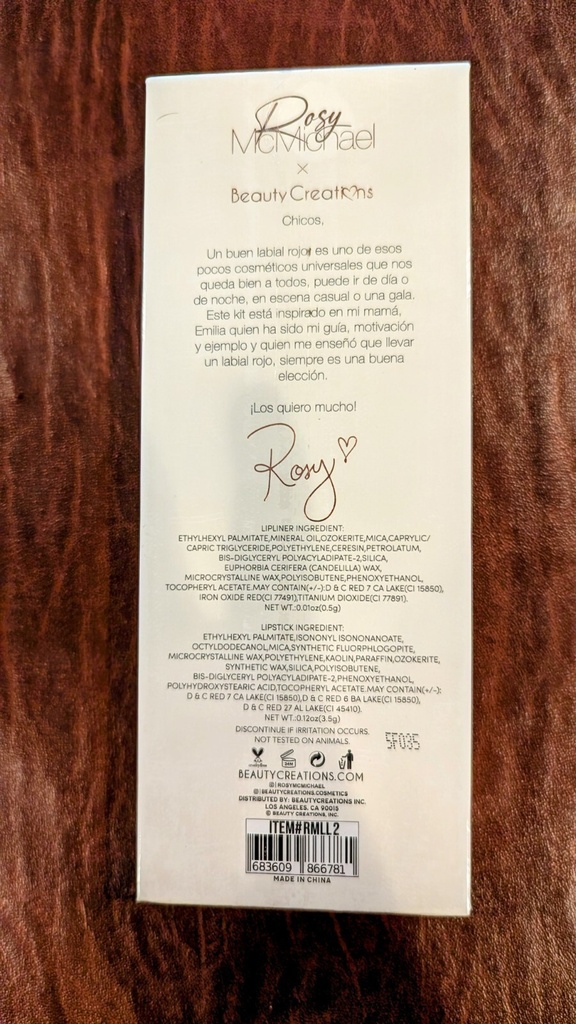 Rosy
McMichael
×
Beauty Creations
Chicos,
Un buen labial rojo es uno de esos
pocos cosméticos universales que nos
queda bien a todos, puede ir de día o
de noche, en escena casual o una gala.
Este kit está inspirado en mi mamá,
Emilia quien ha sido mi guía, motivación
y ejemplo y quien me enseñó que llevar
un labial rojo, siempre es una buena
elección.
¡Los quiero mucho!
Rosy
LIPLINER INGREDIENT:
ETHYLHEXYL PALMITATE,MINERAL OIL,OZOKERITE,MICA,CAPRYLIC/
CAPRIC TRIGLYCERIDE,POLYETHYLENE,CERESIN,PETROLATUM,
BIS-DIGLYCERYL POLYACYLADIPATE-2,SILICA,
EUPHORBIA CERIFERA (CANDELILLA) WAX,
MICROCRYSTALLINE WAX,POLYISOBUTENE,PHENOXYETHANOL,
TOCOPHERYL ACETATE.MAY CONTAIN(+/-):D & C RED 7 CA LAKE(CI 15850),
IRON OXIDE RED(CI 77491),TITANIUM DIOXIDE(CI 77891).
NET WT.:0.01oz(0.5g)
LIPSTICK INGREDIENT:
ETHYLHEXYL PALMITATE,ISONONYL ISONONANOATE,
OCTYLDODECANOL,MICA,SYNTHETIC FLUORPHLOGOPITE,
MICROCRYSTALLINE WAX,POLYETHYLENE,KAOLIN,PARAFFIN,OZOKERITE,
SYNTHETIC WAX,SILICA,POLYISOBUTENE,
BIS-DIGLYCERYL POLYACYLADIPATE-2,PHENOXYETHANOL,
POLYHYDROXYSTEARIC ACID,TOCOPHERYL ACETATE.MAY CONTAIN(+/-):
D & C RED 7 CA LAKE(CI 15850),D & C RED 6 BA LAKE(CI 15850),
D & C RED 27 AL LAKE(CI 45410).
NET WT.:0.12oz(3.5g)
DISCONTINUE IF IRRITATION OCCURS.
NOT TESTED ON ANIMALS.
5F035
24M
BEAUTYCREATIONS.COM
@ROSYMCMICHAEL
@BEAUTYCREATIONS.COSMETICS
DISTRIBUTED BY: BEAUTYCREATIONS INC.
LOS ANGELES, CA 90015
© BEAUTY CREATIONS, INC.
ITEM#RMLL2
683609 866781
MADE IN CHINA